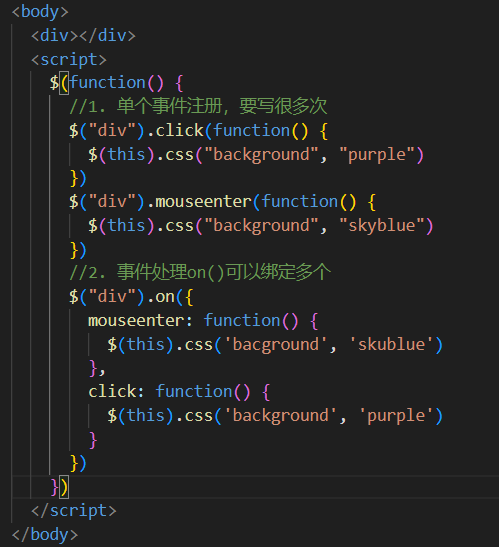 <body>
<div></div>
<script>
$(function() {
//1. 单个事件注册，要写很多次
$("div").click(function() {
$(this).css("background", "purple")
})
$("div").mouseenter(function() {
$(this).css("background", "skyblue")
})
//2. 事件处理on()可以绑定多个
$("div").on({
mouseenter: function() {
$(this).css('bacground', 'skublue')
},
click: function() {
$(this).css('background', 'purple')
}
})
})
</script>
</body>